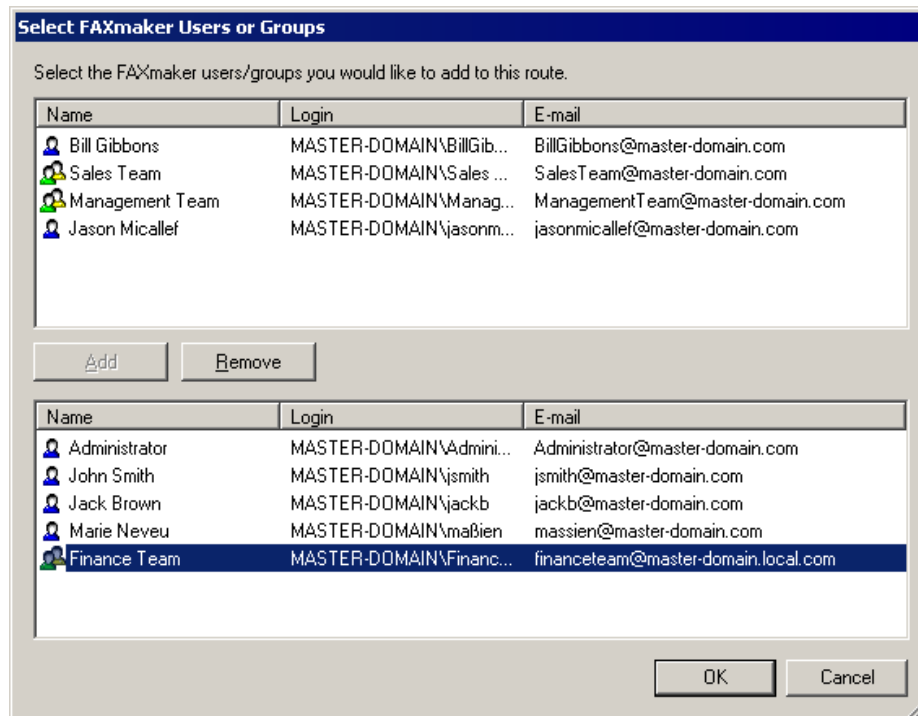 Select FAXmaker Users or Groups
Select the FAXmaker users/groups you would like to add to this route.
Name Login E-mail
Bill Gibbons MASTER-DOMAIN\BillGib... BillGibbons@master-domain.com
Sales Team MASTER-DOMAIN\Sales ... SalesTeam@master-domain.com
Management Team MASTER-DOMAIN\Manag... ManagementTeam@master-domain.com
Jason Micallef MASTER-DOMAIN\jasonm... jasonmicallef@master-domain.com
Add Remove
Name Login E-mail
Administrator MASTER-DOMAIN\Admini... Administrator@master-domain.com
John Smith MASTER-DOMAIN\jsmith jsmith@master-domain.com
Jack Brown MASTER-DOMAIN\jackb jackb@master-domain.com
Marie Neveu MASTER-DOMAIN\maßien massien@master-domain.com
Finance Team MASTER-DOMAIN\Financ... financeteam@master-domain.local.com
OK Cancel